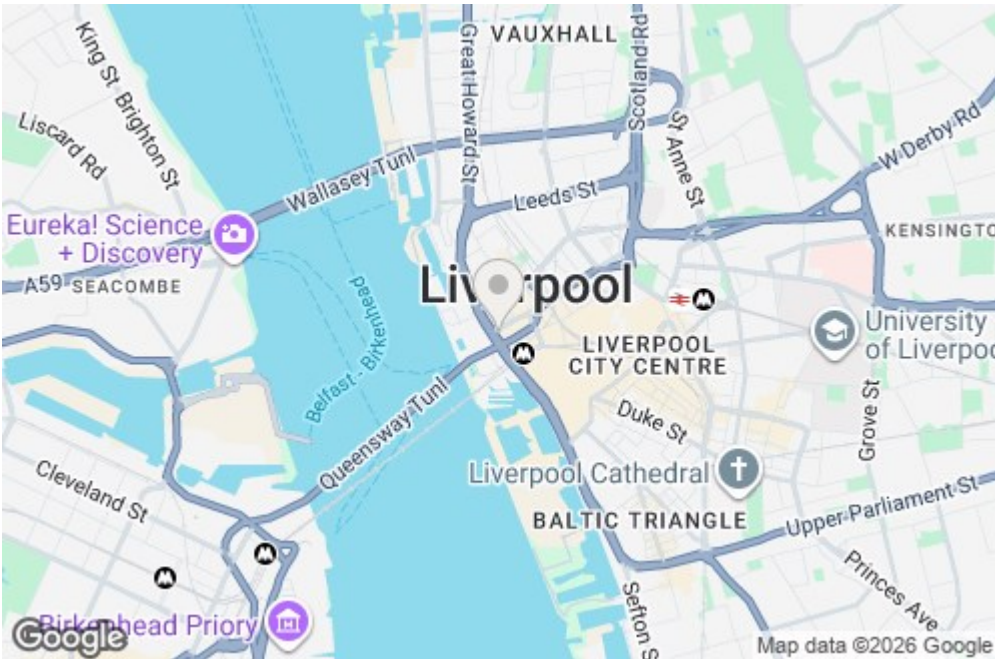 King St
Brighton St
Liscard Rd
Great Howard St
VAUXHALL
Scotland Rd
St Anne St
W Derby Rd
Wallasey Tunl
Leeds St
Eureka! Science
+ Discovery
A59
SEACOMBE
KENSINGTO
Liverpool
Belfast - Birkenhead
LIVERPOOL
CITY CENTRE
University
of Liverpoo
Queensway Tunl
Duke St
Grove St
Cleveland St
Liverpool Cathedral
BALTIC TRIANGLE
Upper Parliament St
Princes Ave
Sefton S
Birkenhead Priory
Google
Map data ©2026 Google